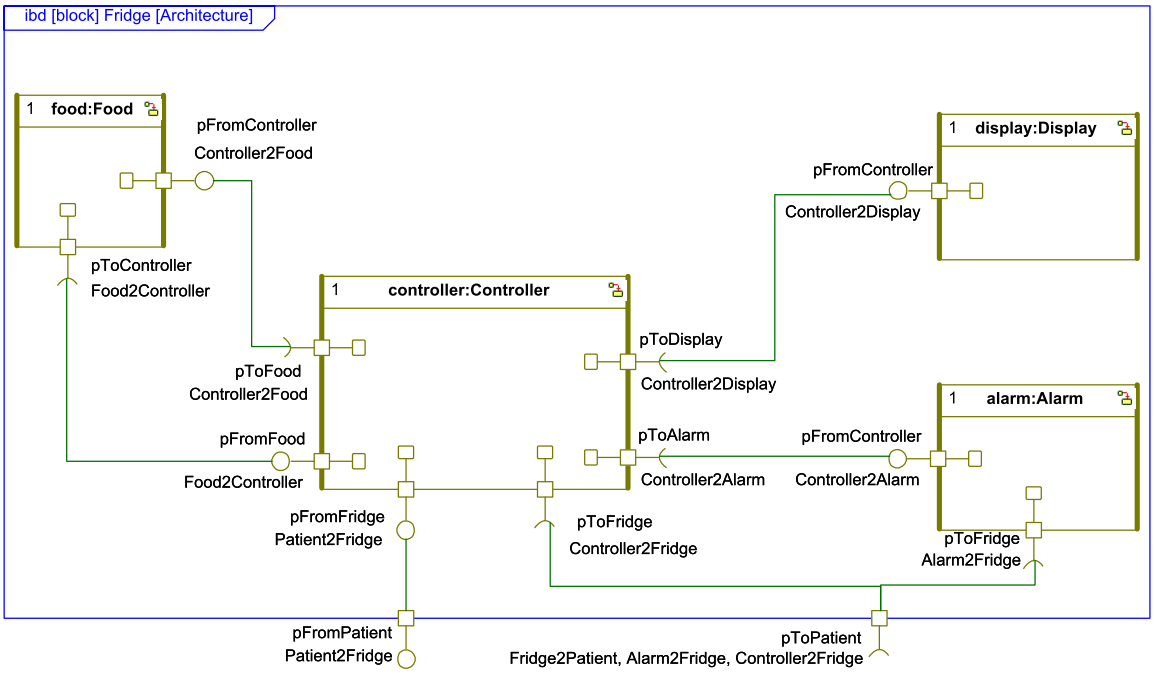 ibd [block] Fridge [Architecture]
1 food:Food
pFromController
Controller2Food
1 display:Display
pFromController
Controller2Display
pToController
Food2Controller
1 controller:Controller
pToFood
Controller2Food
pToDisplay
Controller2Display
1 alarm:Alarm
pFromFood
Food2Controller
pToAlarm
Controller2Alarm
pFromController
Controller2Alarm
pFromFridge
Patient2Fridge
pToFridge
Controller2Fridge
pToFridge
Alarm2Fridge
pFromPatient
Patient2Fridge
pToPatient
Fridge2Patient, Alarm2Fridge, Controller2Fridge